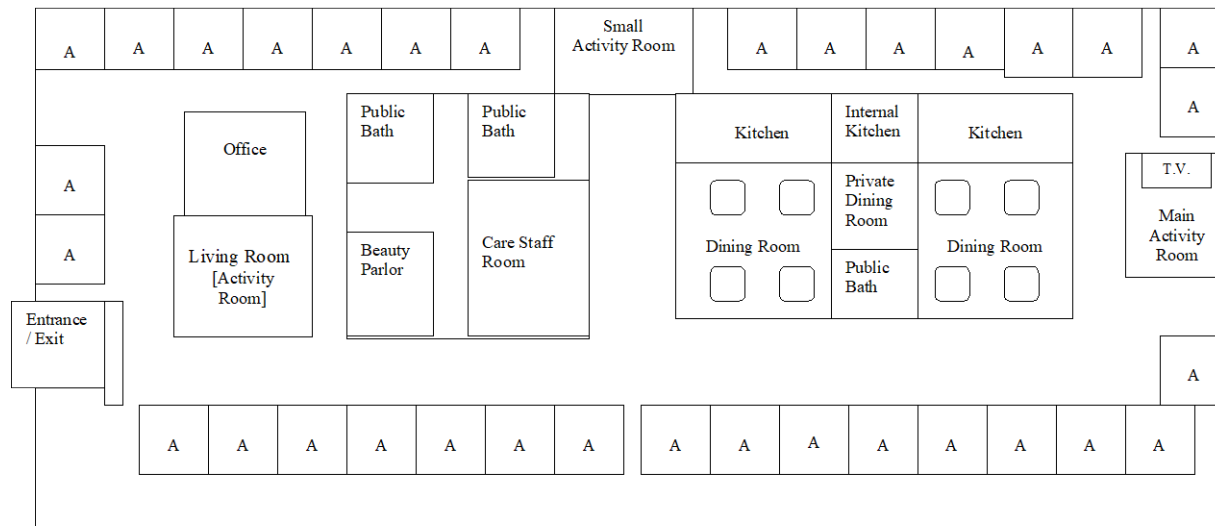 Small
Activity Room
A A A A A A A
A A A A A A
A
A
Public
Bath
Public
Bath
Office
Kitchen
Internal
Kitchen
Kitchen
T.V.
A
A
Private
Dining
Room
Main
Activity
Room
Living Room
[Activity
Room]
Beauty
Parlor
Care Staff
Room
Dining Room
Dining Room
Public
Bath
Entrance
/ Exit
A
A A A A A A A
A A A A A A A A